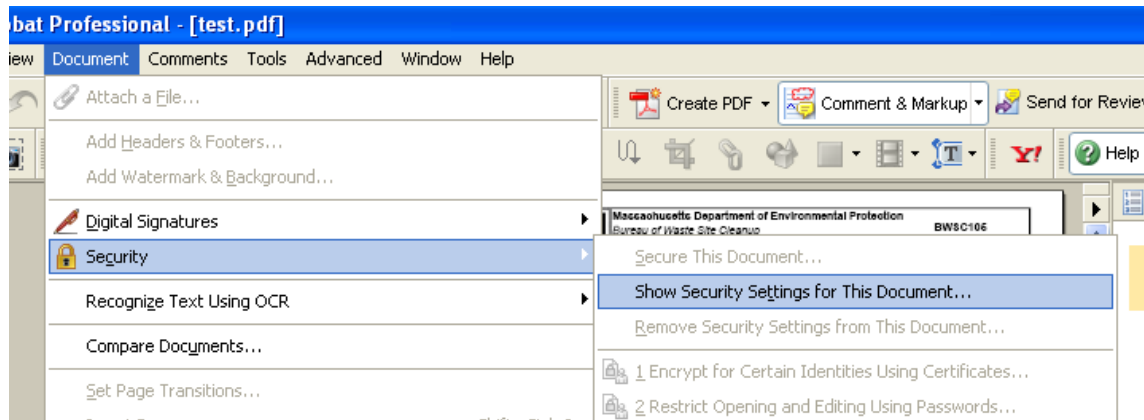 bat Professional - [test.pdf]
iew Document Comments Tools Advanced Window Help
Attach a File...
Create PDF Comment & Markup Send for Review
Add Headers & Footers...
Y! Help
Add Watermark & Background...
Digital Signatures
Massachusetts Department of Environmental Protection
Bureau of Waste Site Cleanup BWSC105
Security
Secure This Document...
Show Security Settings for This Document...
Recognize Text Using OCR
Remove Security Settings from This Document...
Compare Documents...
1 Encrypt for Certain Identities Using Certificates...
Set Page Transitions...
2 Restrict Opening and Editing Using Passwords...